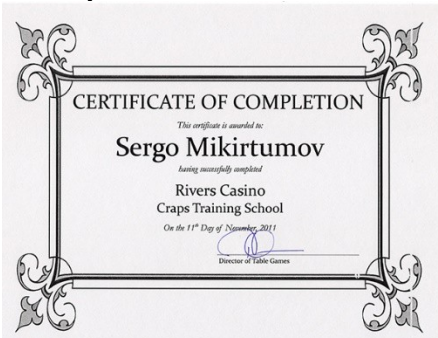 CERTIFICATE OF COMPLETION
This certificate is awarded to:
Sergo Mikirtumov
having successfully completed
Rivers Casino
Craps Training School
On the 11th Day of November, 2011
Director of Table Games